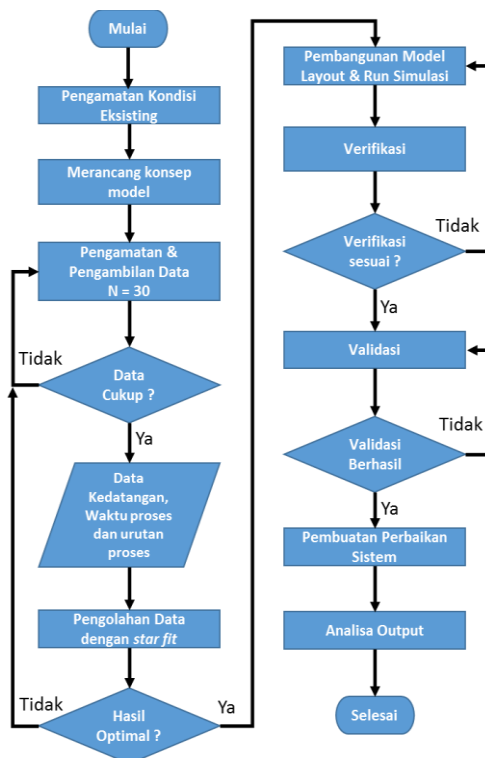 Mulai
Pengamatan Kondisi
Eksisting
Merancang konsep
model
Pengamatan &
Pengambilan Data
N = 30
Tidak
Data
Cukup ?
Ya
Data
Kedatangan,
Waktu proses
dan urutan
proses
Pengolahan Data
dengan star fit
Tidak
Hasil
Optimal ?
Ya
Pembangunan Model
Layout & Run Simulasi
Verifikasi
Tidak
Verifikasi
sesuai ?
Ya
Validasi
Tidak
Validasi
Berhasil
Ya
Pembuatan Perbaikan
Sistem
Analisa Output
Selesai